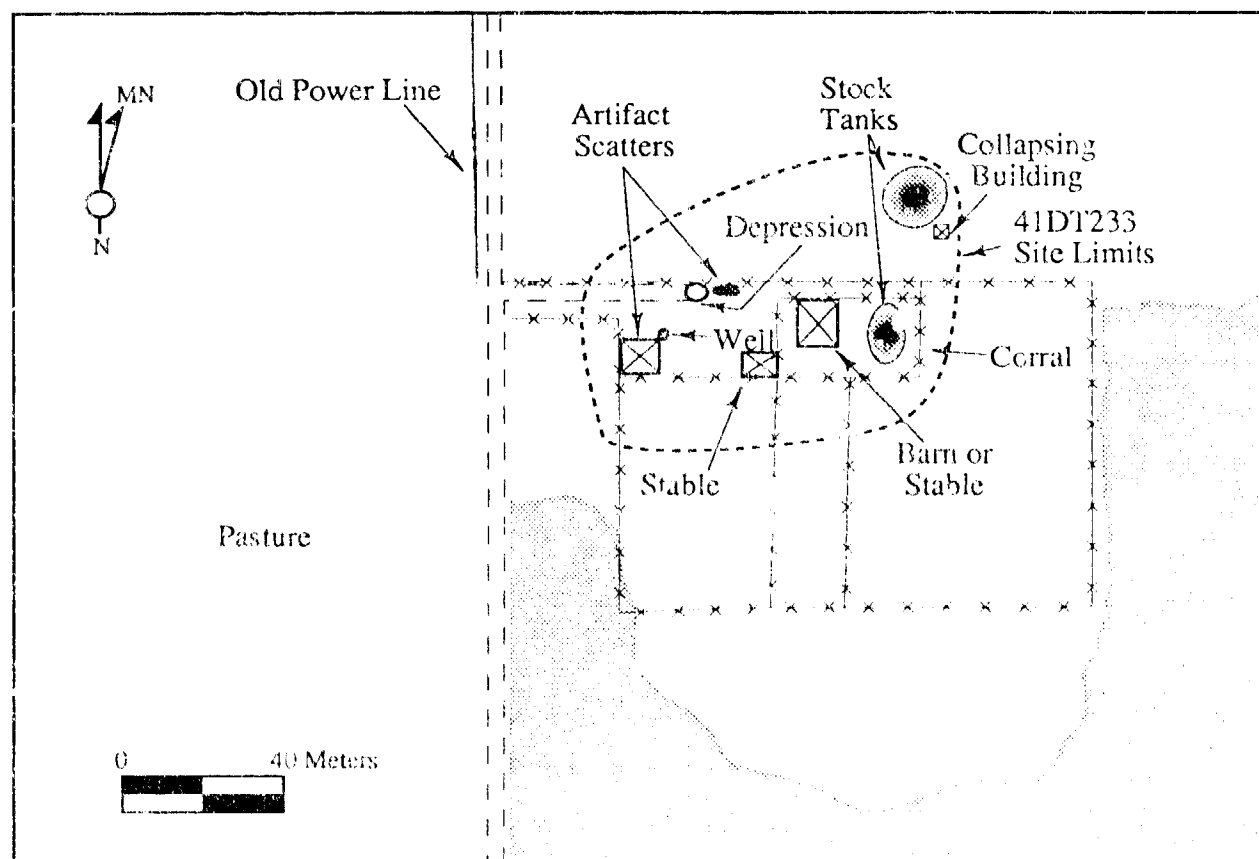 MN
N
Old Power Line
Artifact
Scatters
Stock
Tanks
Collapsing
Building
Depression
41DT233
Site Limits
Well
Corral
Stable
Barn or
Stable
Pasture
0 40 Meters